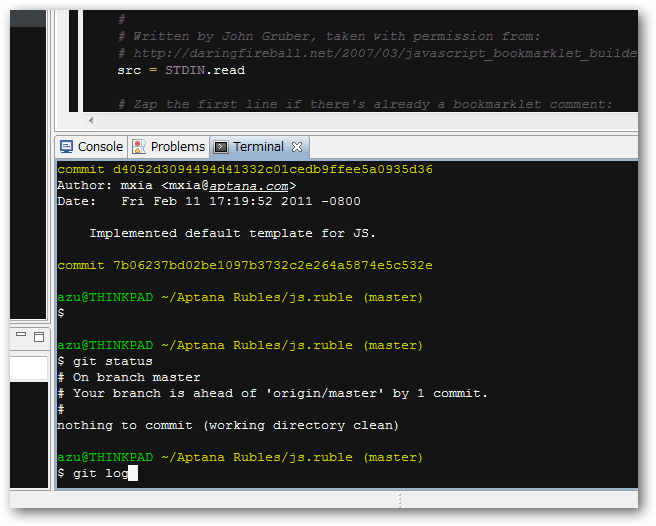 #
# Written by John Gruber, taken with permission from:
# http://daringfireball.net/2007/03/javascript_bookmarklet_builde
src = STDIN.read
# Zap the first line if there's already a bookmarklet comment:
Console Problems Terminal
commit d4052d3094494d41332c01cedb9ffee5a0935d36
Author: mxia <mxia@aptana.com>
Date:   Fri Feb 11 17:19:52 2011 -0800
Implemented default template for JS.
commit 7b06237bd02be1097b3732c2e264a5874e5c532e
azu@THINKPAD ~/Aptana Rubles/js.ruble (master)
$
azu@THINKPAD ~/Aptana Rubles/js.ruble (master)
$ git status
# On branch master
# Your branch is ahead of 'origin/master' by 1 commit.
#
nothing to commit (working directory clean)
azu@THINKPAD ~/Aptana Rubles/js.ruble (master)
$ git log